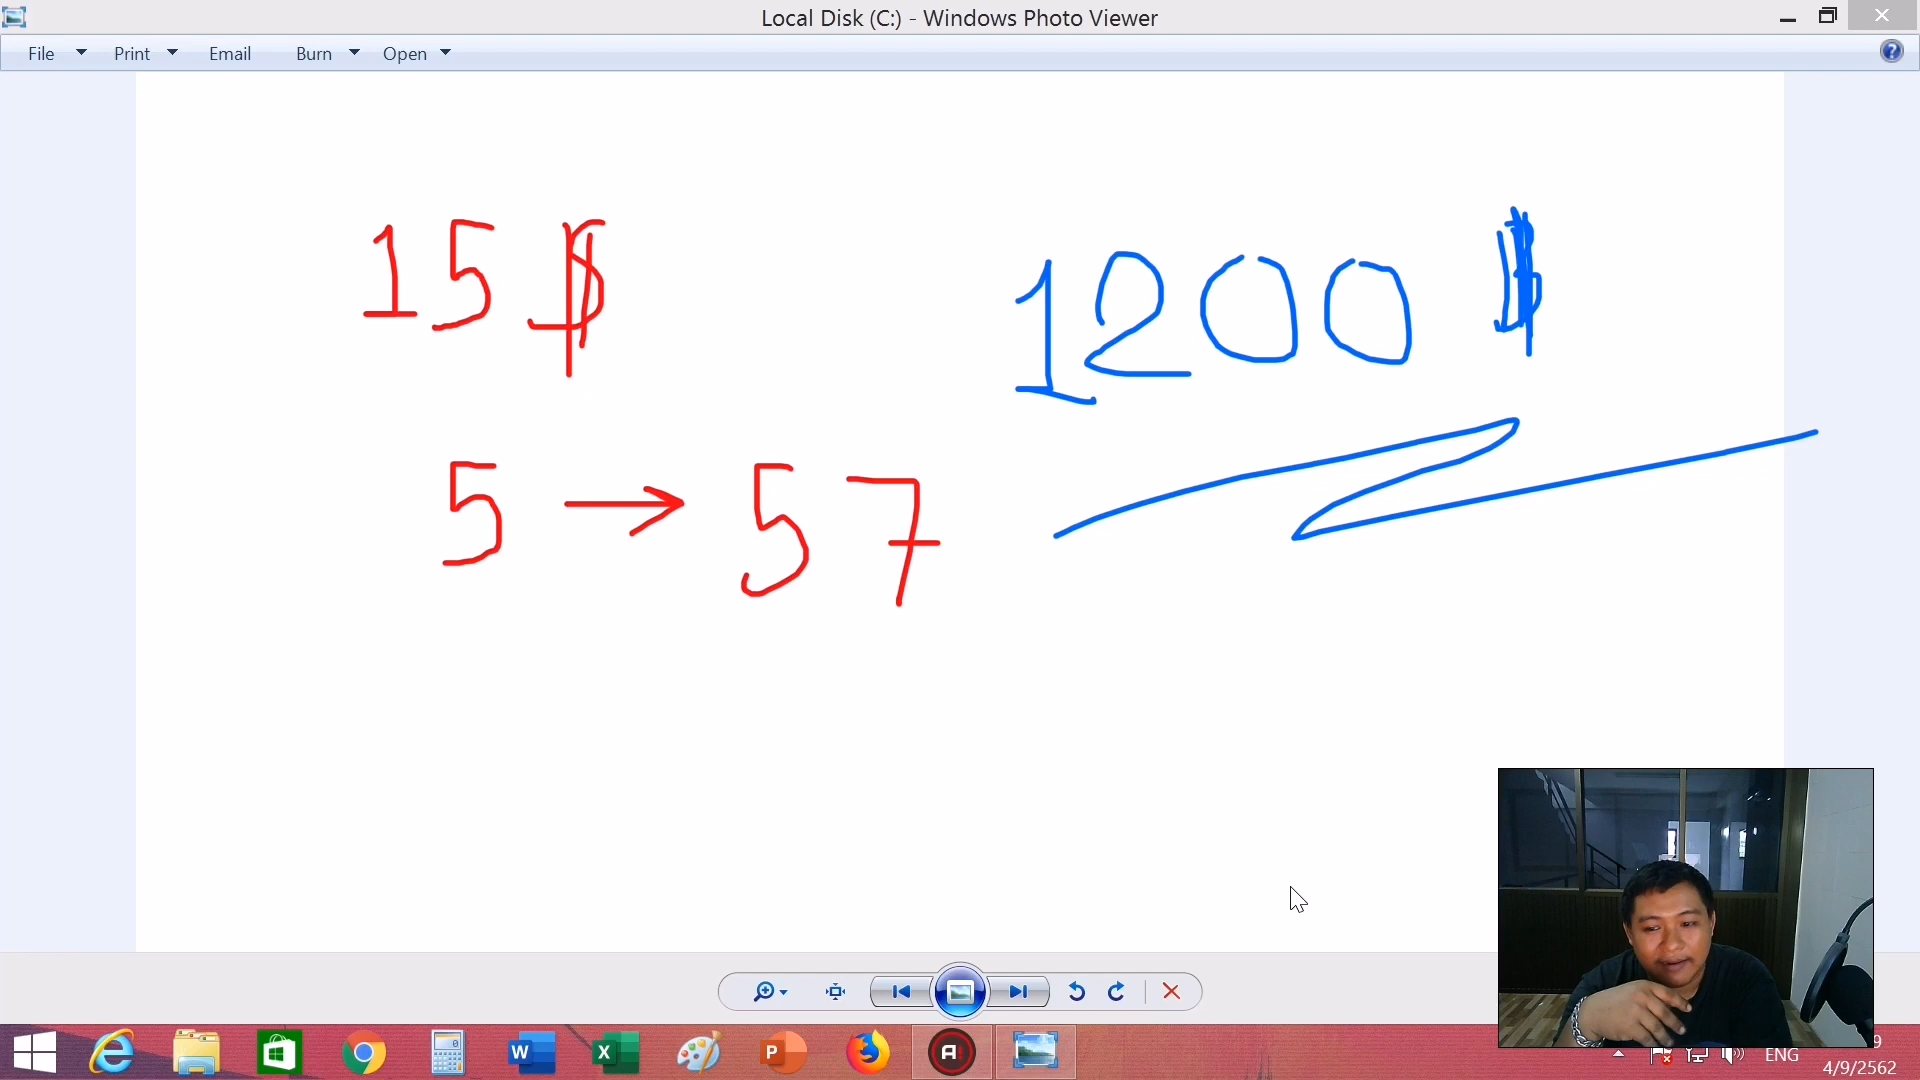 Local Disk (C:) - Windows Photo Viewer
File Print Email Burn Open
15 $
1200 $
5 → 57
ENG
4/9/2562